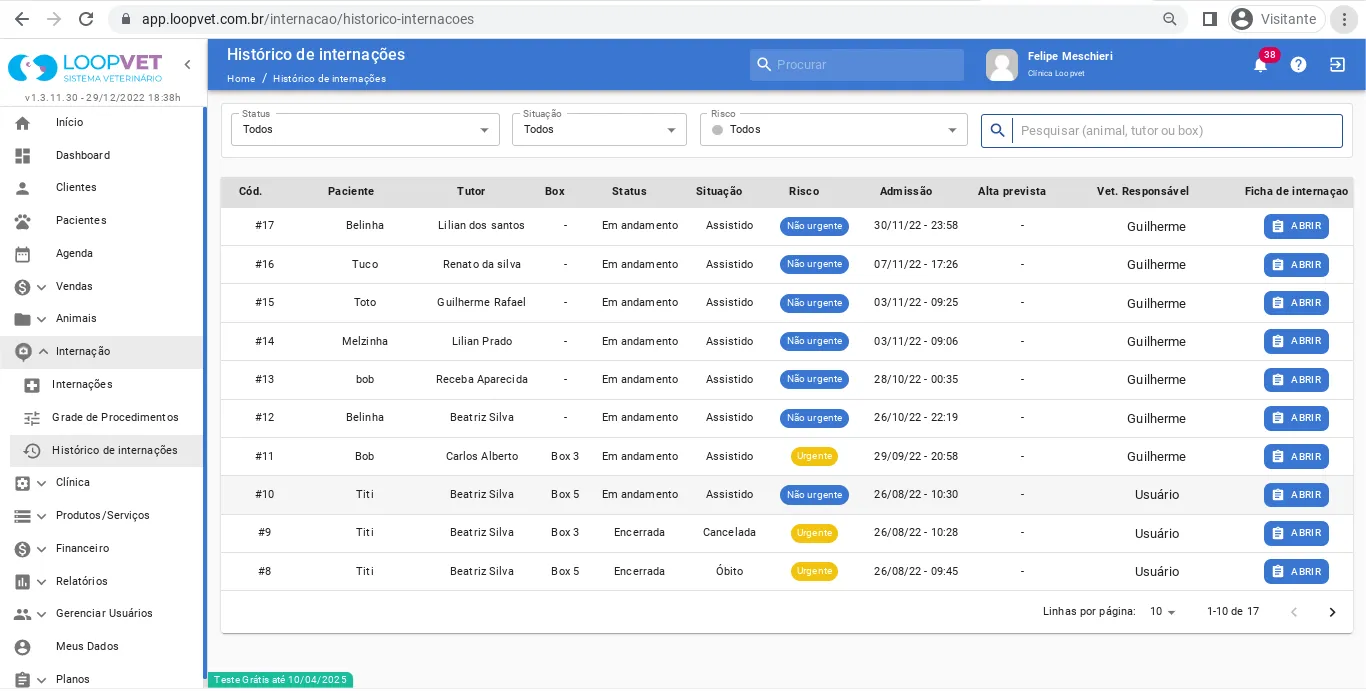 app.loopvet.com.br/internacao/historico-internacoes
Visitante
LOOPVET
SISTEMA VETERINÁRIO
v1.3.11.30 - 29/12/2022 18:38h
Início
Dashboard
Clientes
Pacientes
Agenda
Vendas
Animais
Internação
Internações
Grade de Procedimentos
Histórico de internações
Clínica
Produtos/Serviços
Financeiro
Relatórios
Gerenciar Usuários
Meus Dados
Planos
Histórico de internações
Home / Histórico de internações
Procurar
Felipe Meschieri
Clínica Loopvet
38
Status
Todos
Situação
Todos
Risco
Todos
Pesquisar (animal, tutor ou box)
Cód. Paciente Tutor Box Status Situação Risco Admissão Alta prevista Vet. Responsável Ficha de internaçao
#17 Belinha Lilian dos santos - Em andamento Assistido Não urgente 30/11/22 - 23:58 - Guilherme ABRIR
#16 Tuco Renato da silva - Em andamento Assistido Não urgente 07/11/22 - 17:26 - Guilherme ABRIR
#15 Toto Guilherme Rafael - Em andamento Assistido Não urgente 03/11/22 - 09:25 - Guilherme ABRIR
#14 Melzinha Lilian Prado - Em andamento Assistido Não urgente 03/11/22 - 09:06 - Guilherme ABRIR
#13 bob Receba Aparecida - Em andamento Assistido Não urgente 28/10/22 - 00:35 - Guilherme ABRIR
#12 Belinha Beatriz Silva - Em andamento Assistido Não urgente 26/10/22 - 22:19 - Guilherme ABRIR
#11 Bob Carlos Alberto Box 3 Em andamento Assistido Urgente 29/09/22 - 20:58 - Guilherme ABRIR
#10 Titi Beatriz Silva Box 5 Em andamento Assistido Não urgente 26/08/22 - 10:30 - Usuário ABRIR
#9 Titi Beatriz Silva Box 3 Encerrada Cancelada Urgente 26/08/22 - 10:28 - Usuário ABRIR
#8 Titi Beatriz Silva Box 5 Encerrada Óbito Urgente 26/08/22 - 09:45 - Usuário ABRIR
Linhas por página: 10 1-10 de 17
Teste Grátis até 10/04/2025